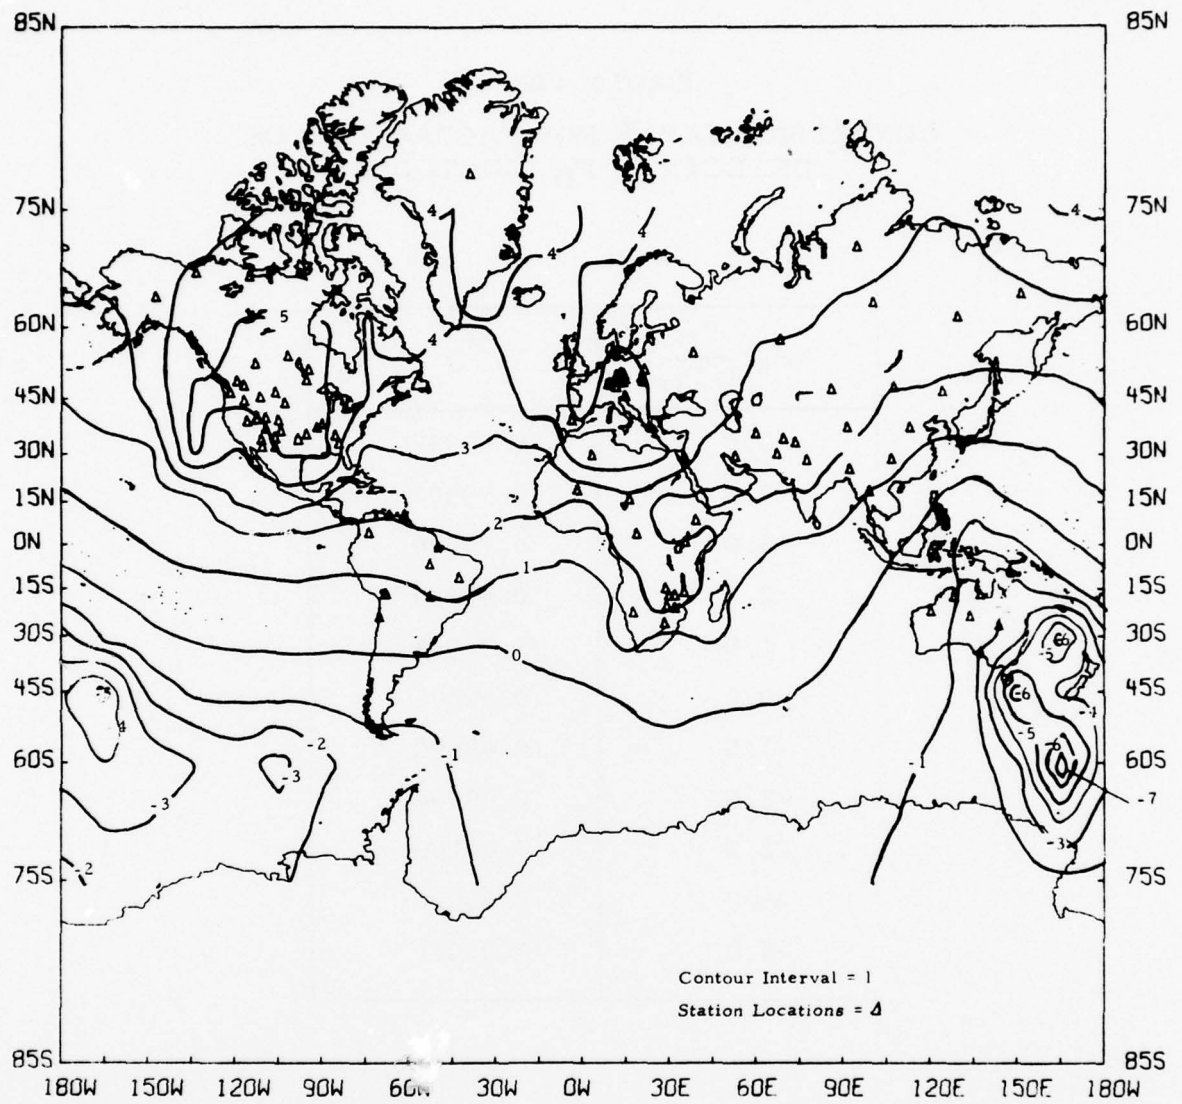 85N 85N
75N 75N
4 4 4
4
60N 5 60N
4
45N 45N
30N 3 30N
15N 2 15N
0N 0N
15S 1 15S
30S 0 -6 30S
-5
45S -6 45S
4 -4
-2 -5
60S -3 -1 -1 -6 60S
-3 -7
-2 -3
75S 75S
Contour Interval = 1
Station Locations = Δ
85S 85S
180W 150W 120W 90W 60W 30W 0W 30E 60E 90E 120E 150E 180W